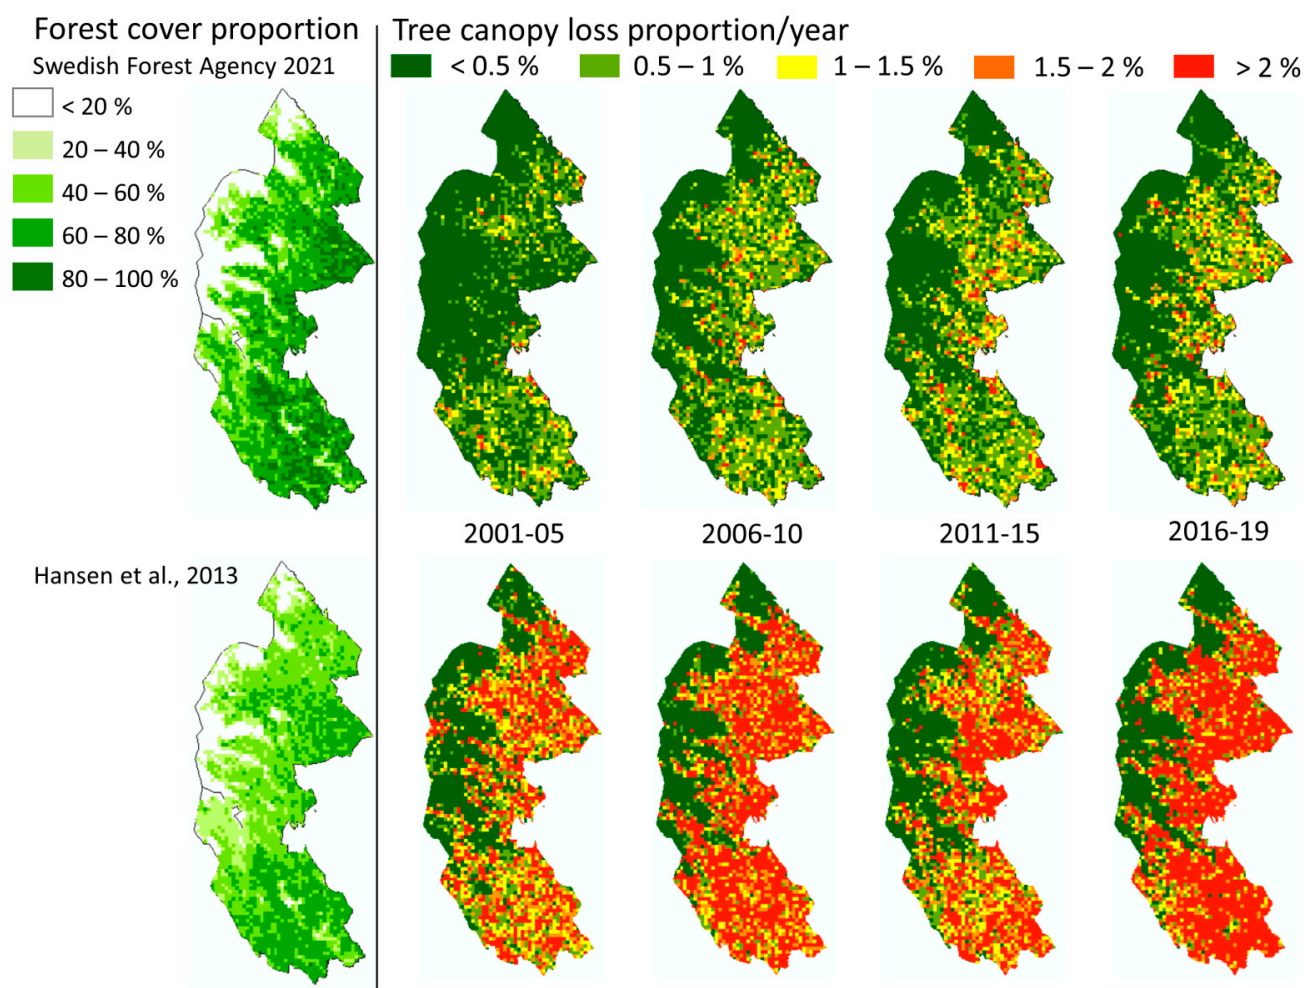 Forest cover proportion
Swedish Forest Agency 2021
< 20 %
20 – 40 %
40 – 60 %
60 – 80 %
80 – 100 %
Tree canopy loss proportion/year
< 0.5 % 0.5 – 1 % 1 – 1.5 % 1.5 – 2 % > 2 %
2001-05 2006-10 2011-15 2016-19
Hansen et al., 2013